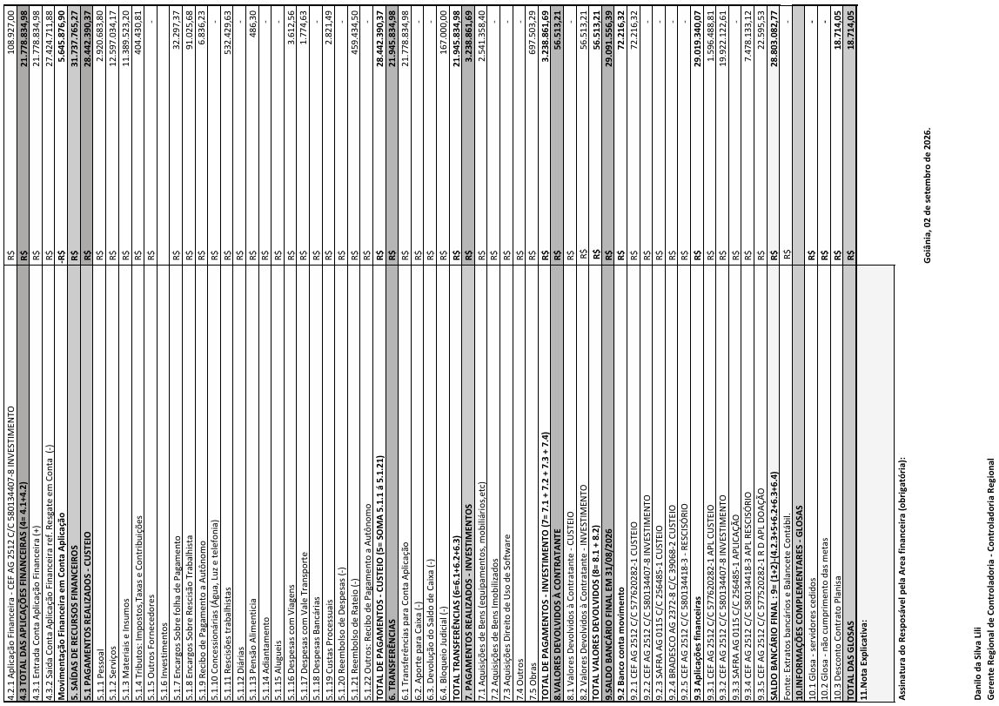 4.2.1 Aplicação Financeira - CEF AG 2512 C/C 580134407-8 INVESTIMENTO R$ 108.927,00
4.3 TOTAL DAS APLICAÇÕES FINANCEIRAS (4= 4.1+4.2) R$ 21.778.834,98
4.3.1 Entrada Conta Aplicação Financeira (+) R$ 21.778.834,98
4.3.2 Saída Conta Aplicação Financeira ref. Resgate em Conta (-) R$ 27.424.711,88
Movimentação Financeira em Conta Aplicação -R$ 5.645.876,90
5. SAÍDAS DE RECURSOS FINANCEIROS R$ 31.737.765,27
5.1 PAGAMENTOS REALIZADOS - CUSTEIO R$ 28.442.390,37
5.1.1 Pessoal R$ 2.920.683,80
5.1.2 Serviços R$ 12.597.034,17
5.1.3 Materiais e Insumo R$ 11.389.523,20
5.1.4 Tributos: Impostos,Taxas e Contribuições R$ 404.430,81
5.1.5 Outros Fornecedores R$ -
5.1.6 Investimentos
5.1.7 Encargos Sobre folha de Pagamento R$ 32.297,37
5.1.8 Encargos Sobre Rescisão Trabalhista R$ 91.025,68
5.1.9 Recibo de Pagamento a Autônomo R$ 6.836,23
5.1.10 Concessionárias (Água, Luz e telefonia) R$ -
5.1.11 Rescisões trabalhistas R$ 532.429,63
5.1.12 Diárias R$ -
5.1.13 Pensão Alimentícia R$ 486,30
5.1.14 Adiantamento R$ -
5.1.15 Alugueis R$ -
5.1.16 Despesas com Viagens R$ 3.612,56
5.1.17 Despesas com Vale Transporte R$ 1.774,63
5.1.18 Despesas Bancárias R$ -
5.1.19 Custas Processuais R$ 2.821,49
5.1.20 Reembolso de Despesas (-) R$ -
5.1.21 Reembolso de Rateio (-) R$ 459.434,50
5.1.22 Outros: Recibo de Pagamento a Autônomo R$ -
TOTAL DE PAGAMENTOS - CUSTEIO (5= SOMA 5.1.1 á 5.1.21) R$ 28.442.390,37
6. TRANSFERÊNCIAS R$ 21.945.834,98
6.1 Transferências para Conta Aplicação R$ 21.778.834,98
6.2. Aporte para Caixa (-) R$ -
6.3. Devolução do Saldo de Caixa (-) R$ -
6.4. Bloqueio Judicial (-) R$ 167.000,00
TOTAL TRANSFERÊNCIAS (6=6.1+6.2+6.3) R$ 21.945.834,98
7. PAGAMENTOS REALIZADOS - INVESTIMENTOS R$ 3.238.861,69
7.1 Aquisições de Bens (equipamentos, mobiliários,etc) R$ 2.541.358,40
7.2 Aquisições de Bens Imobilizados R$ -
7.3 Aquisições Direito de Uso de Software R$ -
7.4 Outros R$ -
7.5 Obras R$ 697.503,29
TOTAL DE PAGAMENTOS - INVESTIMENTO (7= 7.1 + 7.2 + 7.3 + 7.4) R$ 3.238.861,69
8.VALORES DEVOLVIDOS À CONTRATANTE R$ 56.513,21
8.1 Valores Devolvidos à Contratante - CUSTEIO R$ -
8.2 Valores Devolvidos à Contratante - INVESTIMENTO R$ 56.513,21
TOTAL VALORES DEVOLVIDOS (8= 8.1 + 8.2) R$ 56.513,21
9.SALDO BANCÁRIO FINAL EM 31/08/2026 R$ 29.091.556,39
9.2 Banco conta movimento R$ 72.216,32
9.2.1 CEF AG 2512 C/C 577620282-1 CUSTEIO R$ 72.216,32
9.2.2 CEF AG 2512 C/C 580134407-8 INVESTIMENTO R$ -
9.2.3 SAFRA AG 0115 C/C 256485-1 CUSTEIO R$ -
9.2.4 BRADESCO AG 2372-8 C/C 39068-2 CUSTEIO R$ -
9.2.5 CEF AG 2512 C/C 580134418-3 - RESCISÓRIO R$ -
9.3 Aplicações financeiras R$ 29.019.340,07
9.3.1 CEF AG 2512 C/C 577620282-1 APL CUSTEIO R$ 1.596.488,81
9.3.2 CEF AG 2512 C/C 580134407-8 INVESTIMENTO R$ 19.922.122,61
9.3.3 SAFRA AG 0115 C/C 256485-1 APLICAÇÃO R$ -
9.3.4 CEF AG 2512 C/C 580134418-3 APL RESCISÓRIO R$ 7.478.133,12
9.3.5 CEF AG 2512 C/C 577520282-1 R D APL DOAÇÃO R$ 22.595,53
SALDO BANCÁRIO FINAL : 9= (1+2)-(4.2.3+5+6.2+6.3+6.4) R$ 28.803.082,77
Fonte: Extratos bancários e Balancete Contábil. R$ -
10.INFORMAÇÕES COMPLEMENTARES - GLOSAS
10.1 Glosa - servidores cedidos R$ -
10.2 Glosa - não cumprimento das metas R$ -
10.3 Desconto Contrato Planisa R$ 18.714,05
TOTAL DAS GLOSAS R$ 18.714,05
11.Nota Explicativa:
Assinatura do Resposável pela Area financeira (obrigatória):
Goiânia, 02 de setembro de 2026.
Danilo da Silva Lili
Gerente Regional de Controladoria - Controladoria Regional